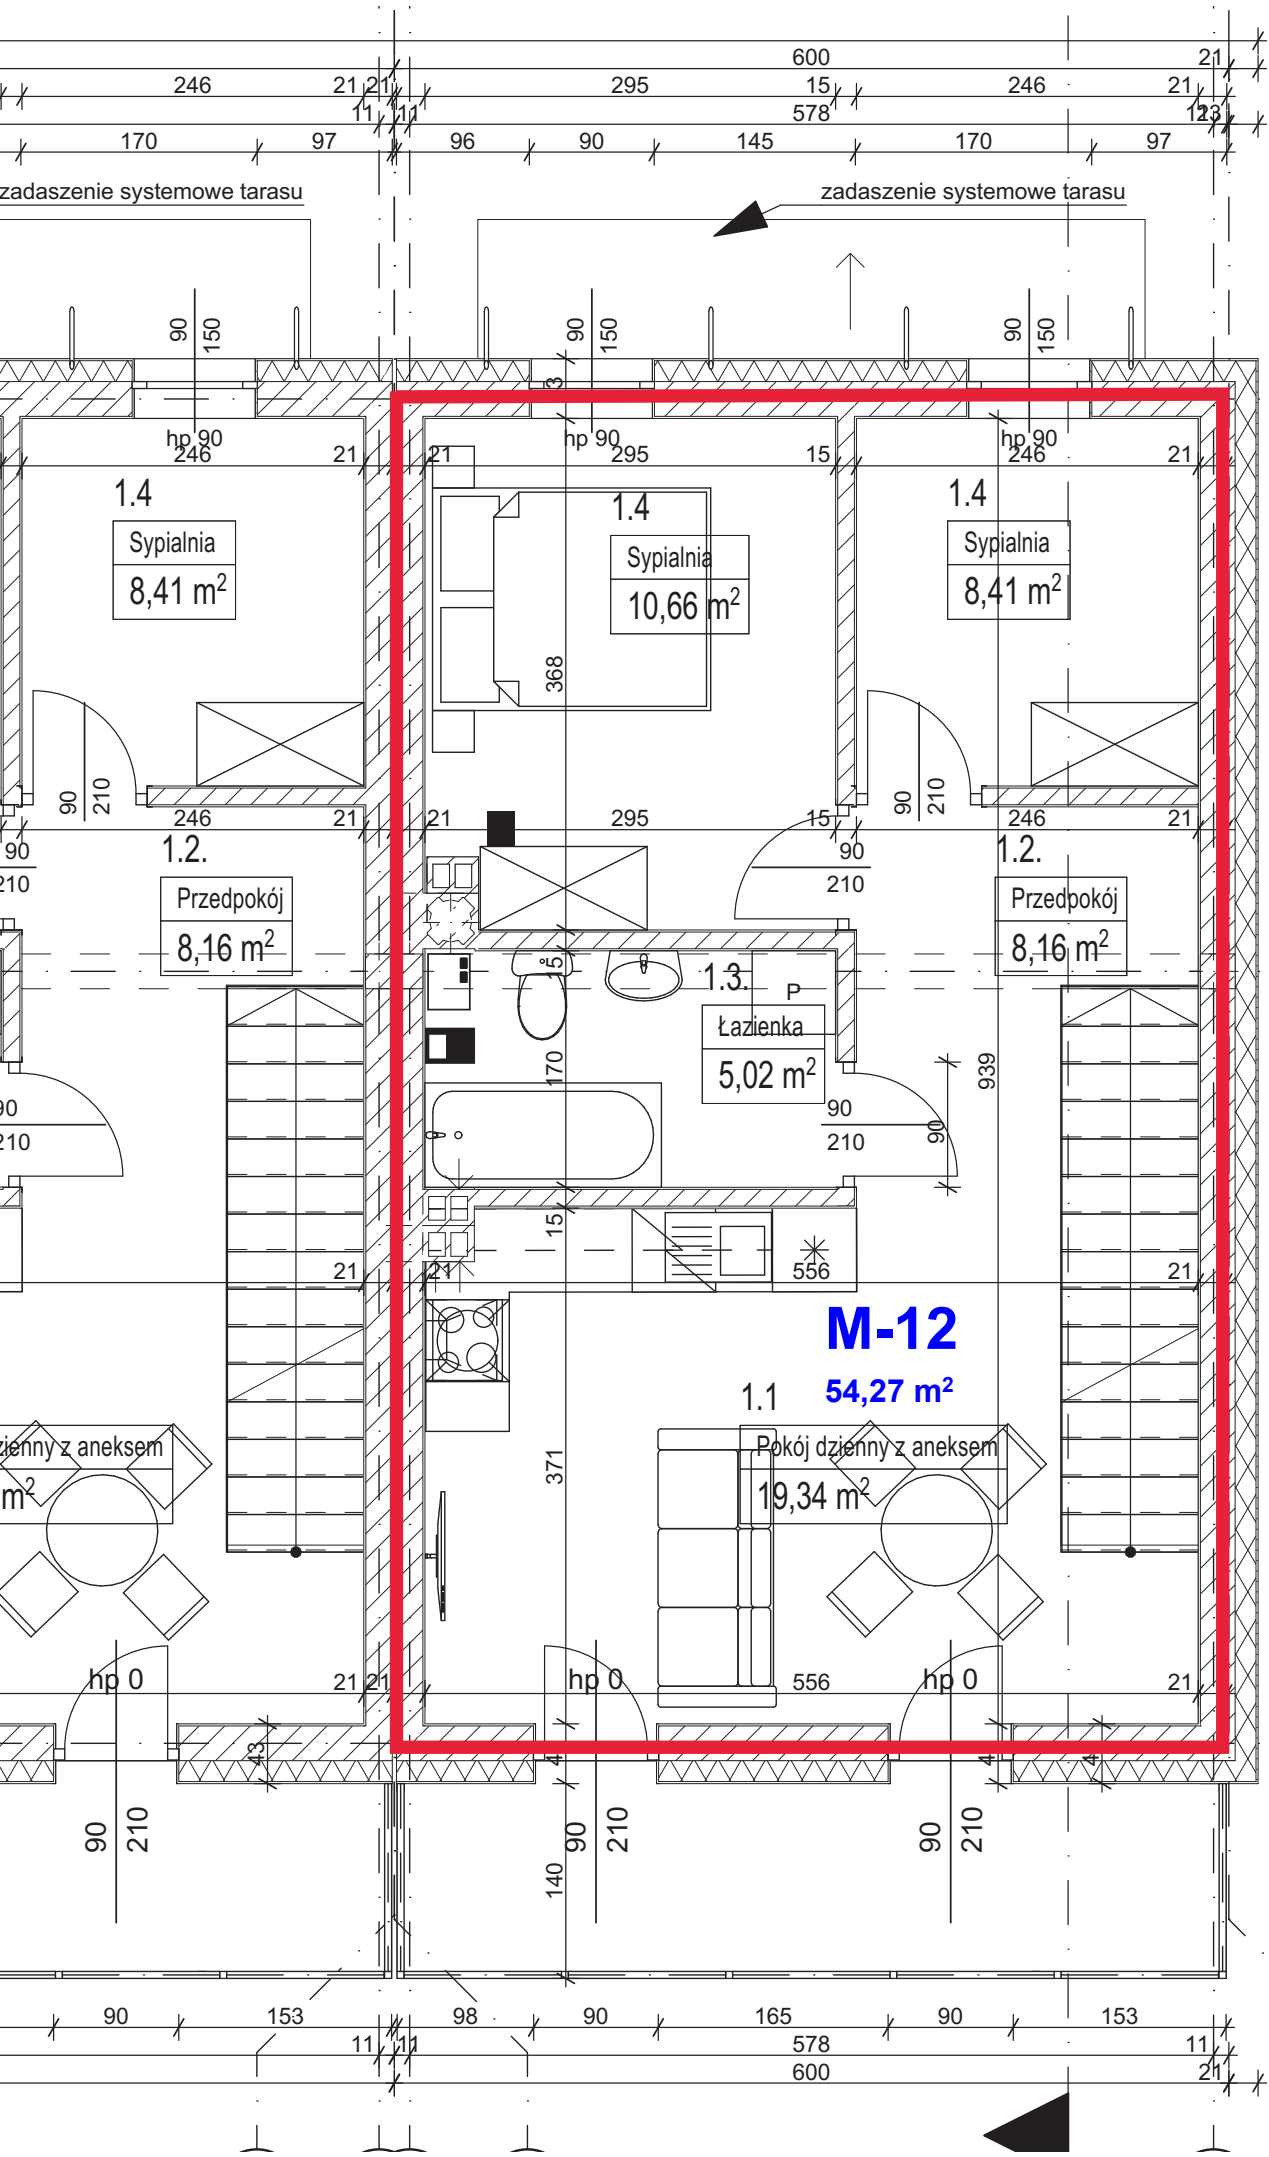 600 21
246 21 21 295 15 246 21
11 11 578
170 97 96 90 145 170 97
zadaszenie systemowe tarasu zadaszenie systemowe tarasu
90 150 90 150 90 150
3
hp 90 hp 90 hp 90
246 21 21 295 15 246 21
1.4 1.4 1.4
Sypialnia
8,41 m²
Sypialnia
10,66 m²
Sypialnia
8,41 m²
368
90 210 90 210
246 21 21 295 15 246 21
1.2. 1.2.
90
210
90
210
Przedpokój
8,16 m²
Przedpokój
8,16 m²
15
1.3.
P
Łazienka
5,02 m²
170
939
90
210
90
210
90
15
21 21 556 21
M-12
54,27 m²
1.1
Pokój dzienny z aneksem
19,34 m²
zienny z aneksem
m²
371
hp 0 hp 0 hp 0
21 21 556 21
43 4 4 4
90 210 90 210 90 210
140
90 153 98 90 165 90 153
11 11 578 11
600 21